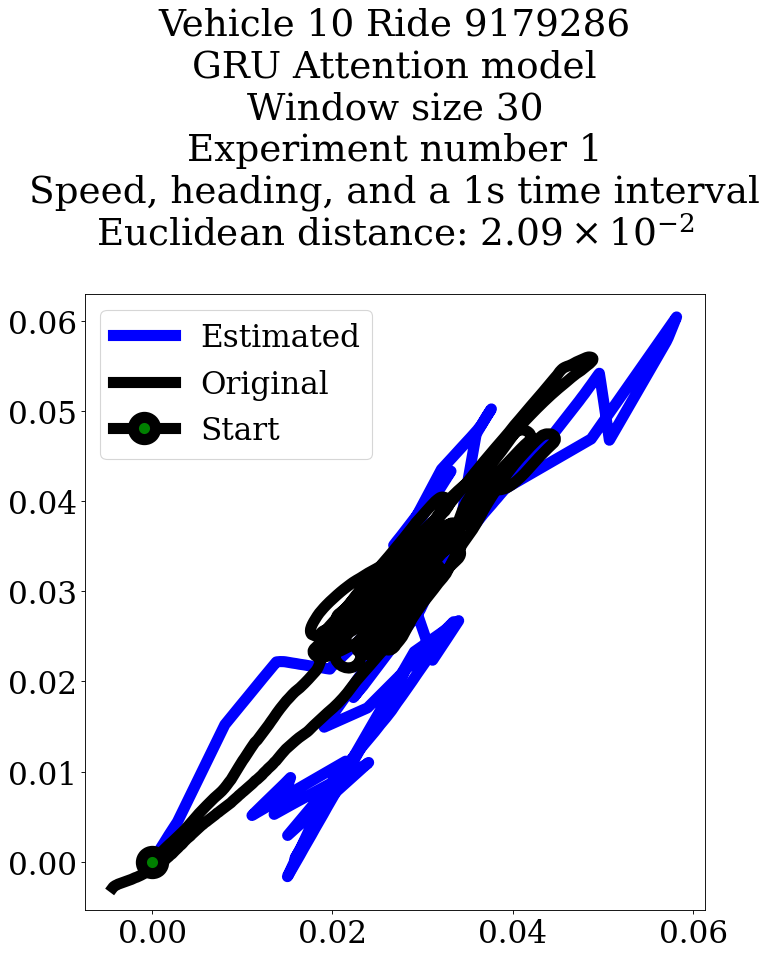 Vehicle 10 Ride 9179286
GRU Attention model
Window size 30
Experiment number 1
Speed, heading, and a 1s time interval
Euclidean distance: 2.09 × 10⁻²
Estimated
Original
Start
0.06
0.05
0.04
0.03
0.02
0.01
0.00
0.00 0.02 0.04 0.06